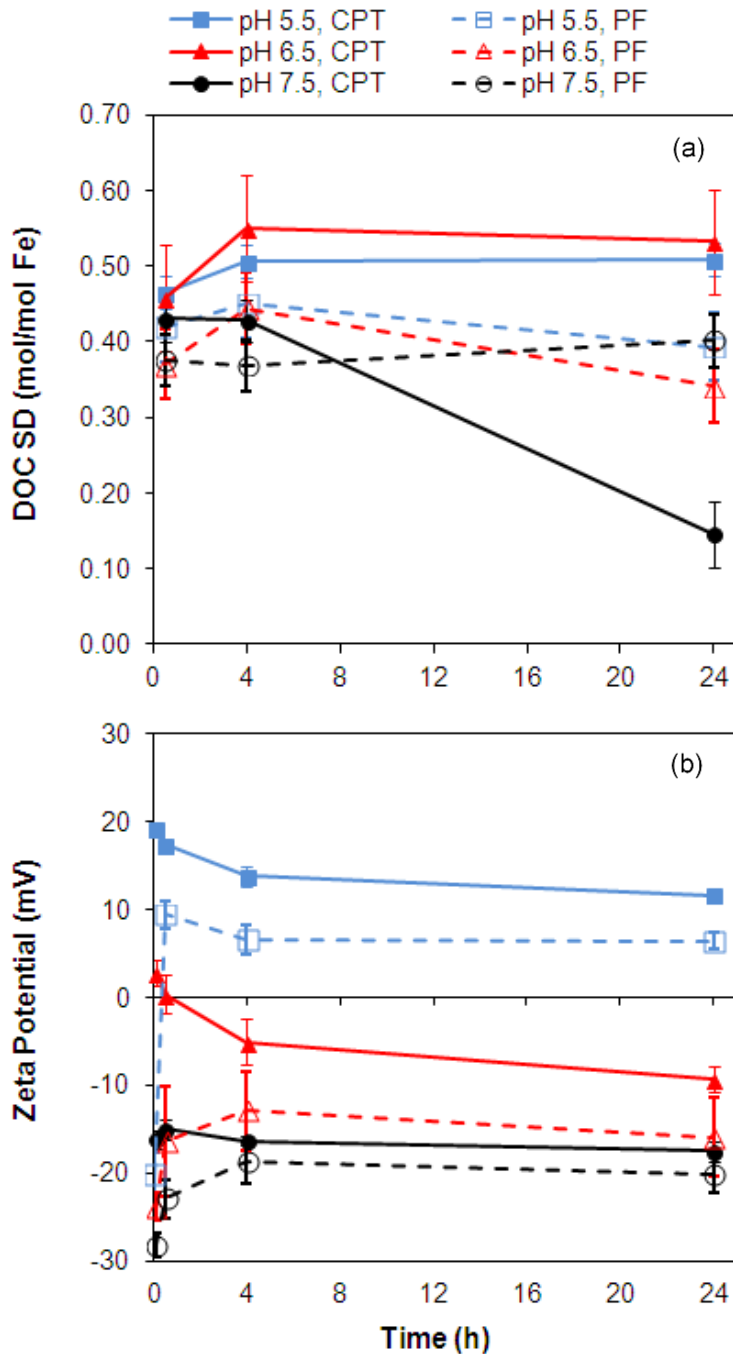 pH 5.5, CPT pH 5.5, PF
pH 6.5, CPT pH 6.5, PF
pH 7.5, CPT pH 7.5, PF
(a)
DOC SD (mol/mol Fe)
0.70
0.60
0.50
0.40
0.30
0.20
0.10
0.00
0 4 8 12 16 20 24
(b)
Zeta Potential (mV)
30
20
10
0
-10
-20
-30
0 4 8 12 16 20 24
Time (h)